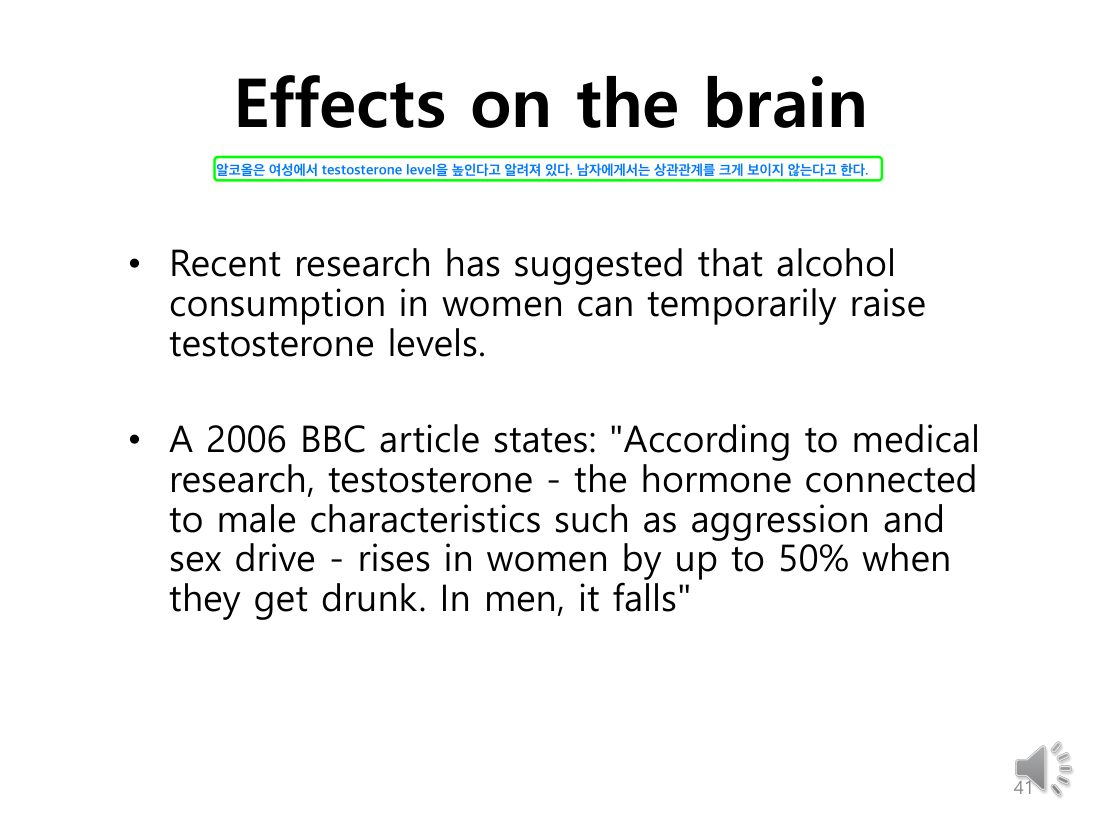 Effects on the brain
알코올은 여성에서 testosterone level을 높인다고 알려져 있다. 남자에게서는 상관관계를 크게 보이지 않는다고 한다.
• Recent research has suggested that alcohol
consumption in women can temporarily raise
testosterone levels.
• A 2006 BBC article states: "According to medical
research, testosterone - the hormone connected
to male characteristics such as aggression and
sex drive - rises in women by up to 50% when
they get drunk. In men, it falls"
41